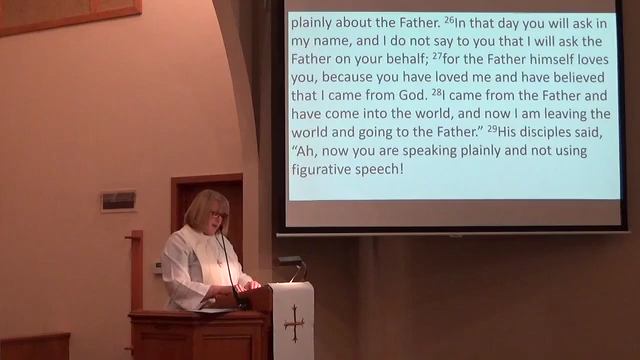 plainly about the Father. ²⁶In that day you will ask in
my name, and I do not say to you that I will ask the
Father on your behalf; ²⁷for the Father himself loves
you, because you have loved me and have believed
that I came from God. ²⁸I came from the Father and
have come into the world, and now I am leaving the
world and going to the Father.” ²⁹His disciples said,
“Ah, now you are speaking plainly and not using
figurative speech!